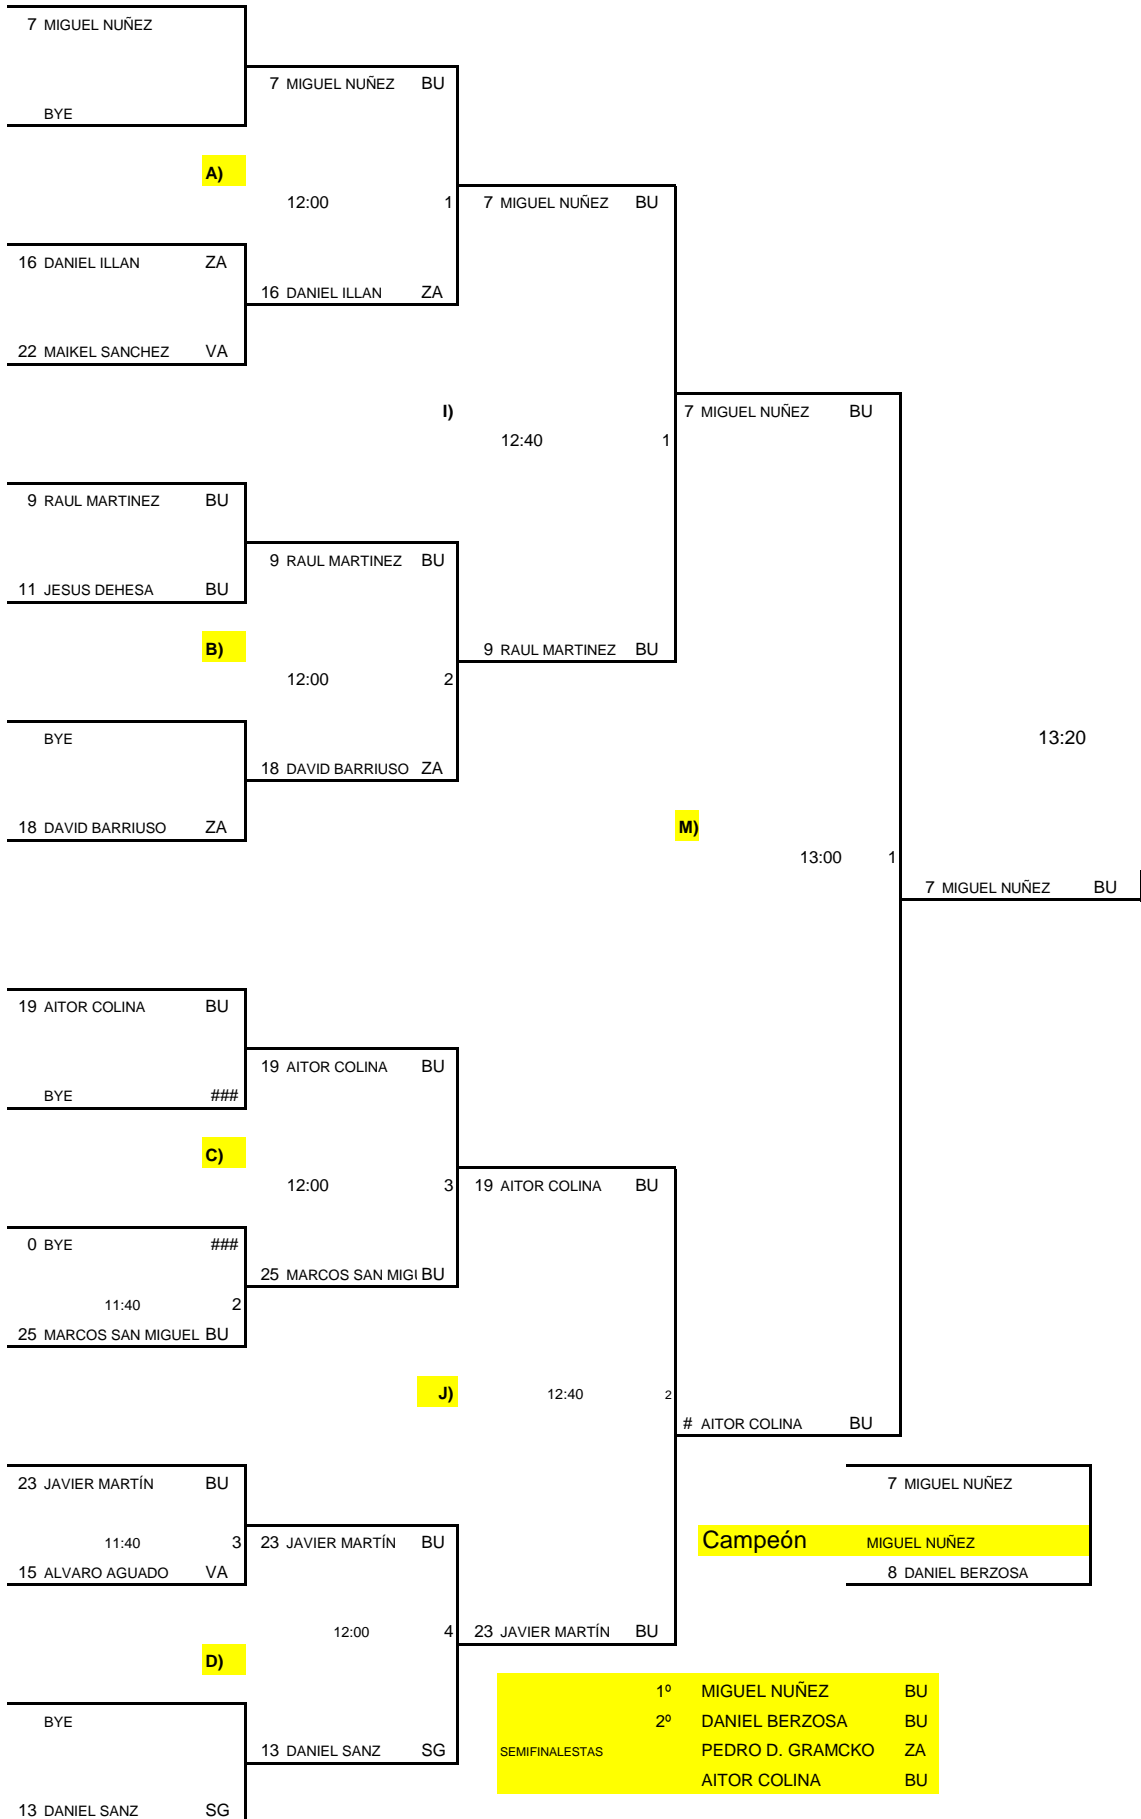 7 MIGUEL NUÑEZ
7 MIGUEL NUÑEZ BU
BYE
A)
12:00 1 7 MIGUEL NUÑEZ BU
16 DANIEL ILLAN ZA
16 DANIEL ILLAN ZA
22 MAIKEL SANCHEZ VA
I) 7 MIGUEL NUÑEZ BU
12:40 1
9 RAUL MARTINEZ BU
9 RAUL MARTINEZ BU
11 JESUS DEHESA BU
B) 9 RAUL MARTINEZ BU
12:00 2
BYE 13:20
18 DAVID BARRIUSO ZA
18 DAVID BARRIUSO ZA M)
13:00 1
7 MIGUEL NUÑEZ BU
19 AITOR COLINA BU
19 AITOR COLINA BU
BYE ###
C)
12:00 3 19 AITOR COLINA BU
0 BYE ###
25 MARCOS SAN MIGU BU
11:40 2
25 MARCOS SAN MIGUEL BU
J) 12:40 2
# AITOR COLINA BU
23 JAVIER MARTÍN BU 7 MIGUEL NUÑEZ
11:40 3 23 JAVIER MARTÍN BU Campeón MIGUEL NUÑEZ
15 ALVARO AGUADO VA 8 DANIEL BERZOSA
12:00 4 23 JAVIER MARTÍN BU
D)
1º MIGUEL NUÑEZ BU
BYE 2º DANIEL BERZOSA BU
13 DANIEL SANZ SG SEMIFINALESTAS PEDRO D. GRAMCKO ZA
AITOR COLINA BU
13 DANIEL SANZ SG